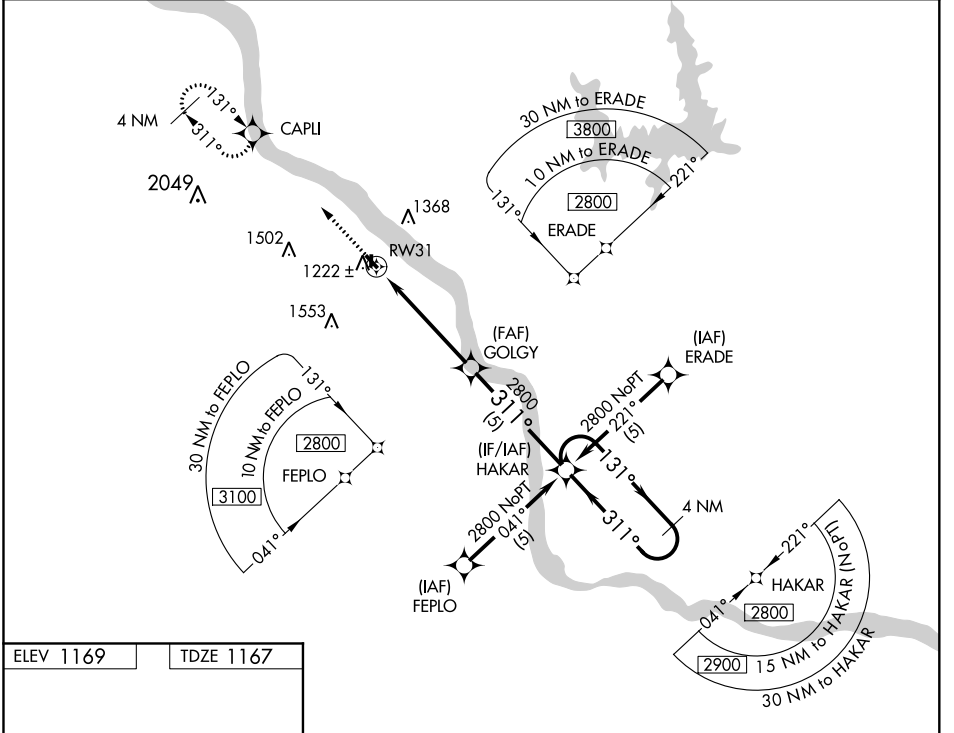 131°
311°
4 NM
CAPLI
2049
1368
1502
RW31
1222 ±
1553
30 NM to ERADE
3800
10 NM to ERADE
2800
221°
131°
ERADE
(FAF)
GOLGY
2800
311°
(5)
(IAF)
ERADE
2800 NoPT
221°
(5)
(IF/IAF)
HAKAR
131°
311°
4 NM
2800 NoPT
041°
(5)
(IAF)
FEPLO
30 NM to FEPLO
10 NM to FEPLO
131°
2800
FEPLO
3100
041°
221°
HAKAR
041°
2800
2900
15 NM to HAKAR (NoPT)
30 NM to HAKAR
ELEV 1169
TDZE 1167